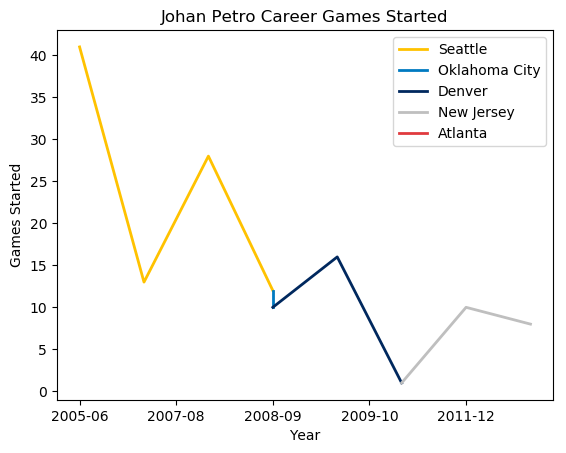 Johan Petro Career Games Started
Seattle
Oklahoma City
Denver
New Jersey
Atlanta
Games Started
40
35
30
25
20
15
10
5
0
2005-06 2007-08 2008-09 2009-10 2011-12
Year